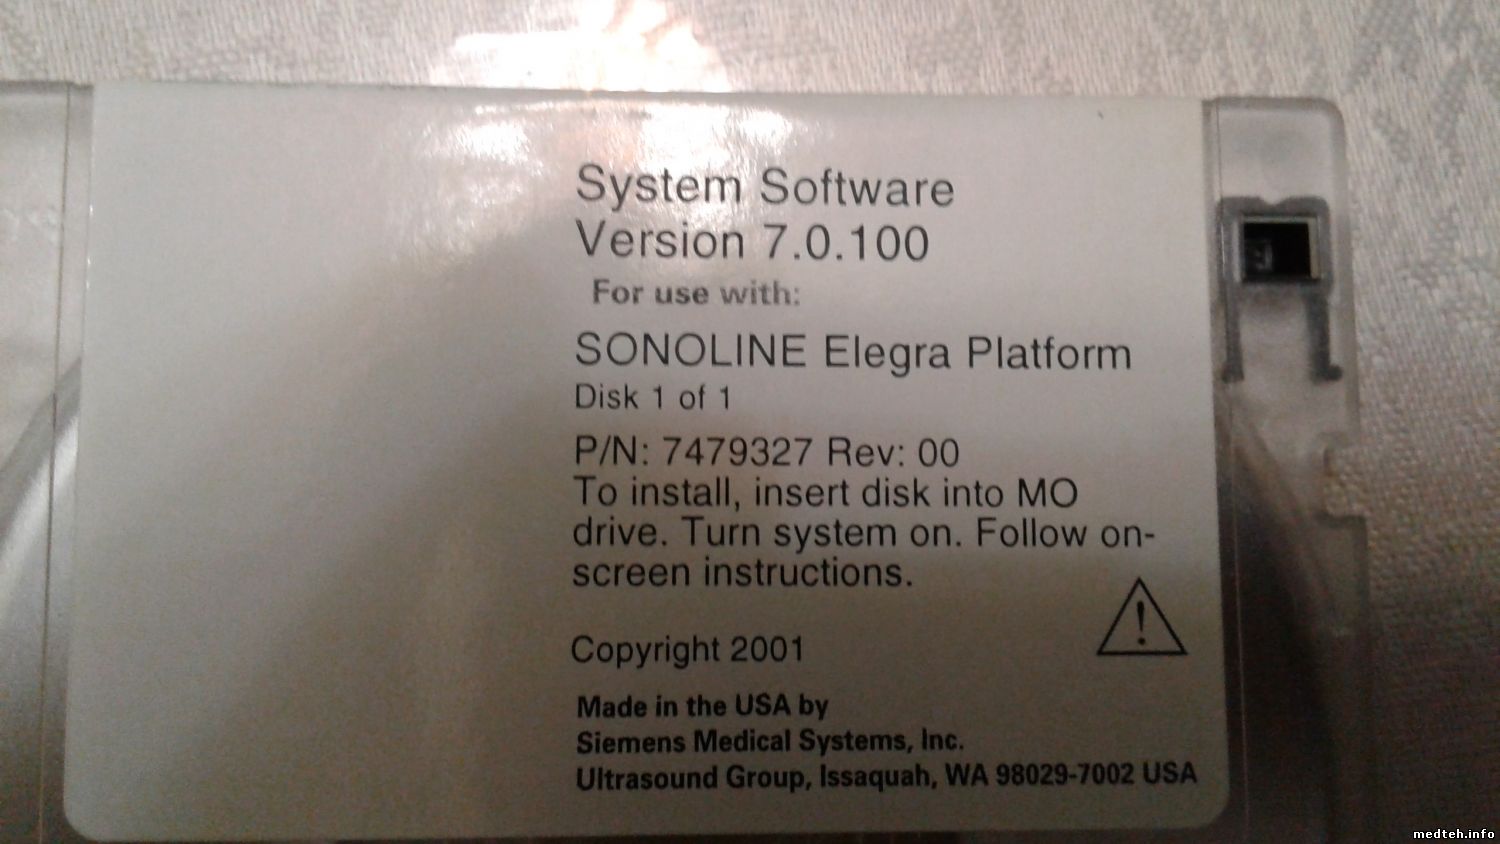 System Software
Version 7.0.100
For use with:
SONOLINE Elegra Platform
Disk 1 of 1
P/N: 7479327 Rev: 00
To install, insert disk into MO
drive. Turn system on. Follow on-
screen instructions.
!
Copyright 2001
Made in the USA by
Siemens Medical Systems, Inc.
Ultrasound Group, Issaquah, WA 98029-7002 USA
medteh.info